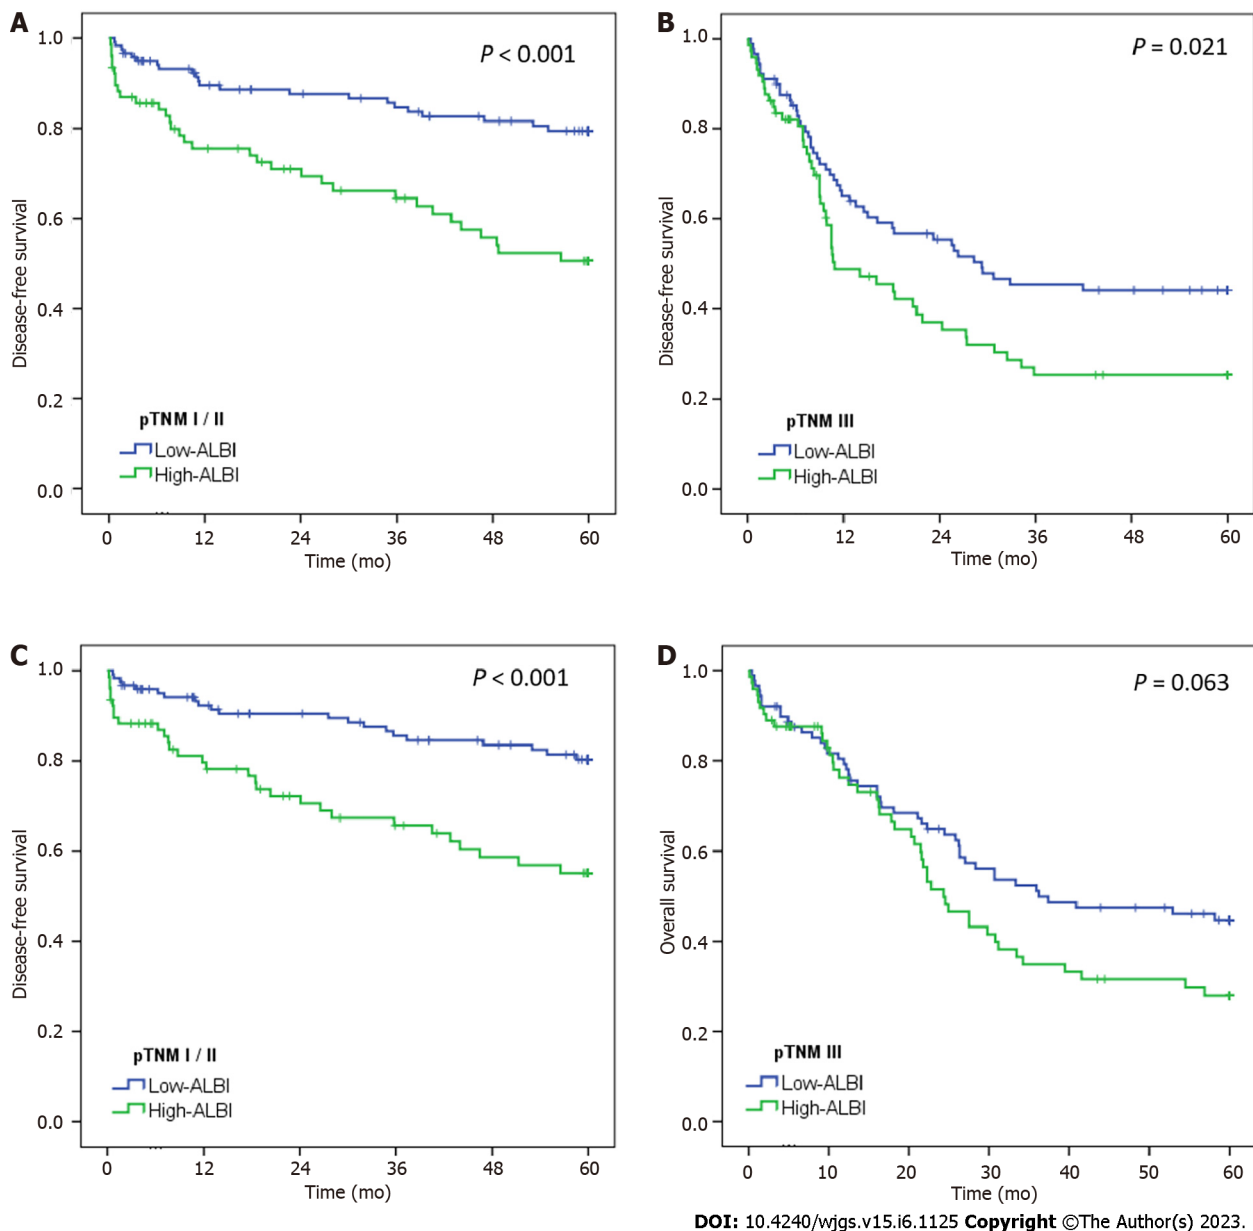 A
P < 0.001
1.0
0.8
0.6
0.4
0.2
0.0
Disease-free survival
pTNM I / II
Low-ALBI
High-ALBI
0 12 24 36 48 60
Time (mo)
B
P = 0.021
1.0
0.8
0.6
0.4
0.2
0.0
Disease-free survival
pTNM III
Low-ALBI
High-ALBI
0 12 24 36 48 60
Time (mo)
C
P < 0.001
1.0
0.8
0.6
0.4
0.2
0.0
Disease-free survival
pTNM I / II
Low-ALBI
High-ALBI
0 12 24 36 48 60
Time (mo)
D
P = 0.063
1.0
0.8
0.6
0.4
0.2
0.0
Overall survival
pTNM III
Low-ALBI
High-ALBI
0 10 20 30 40 50 60
Time (mo)
DOI: 10.4240/wjgs.v15.i6.1125 Copyright ©The Author(s) 2023.